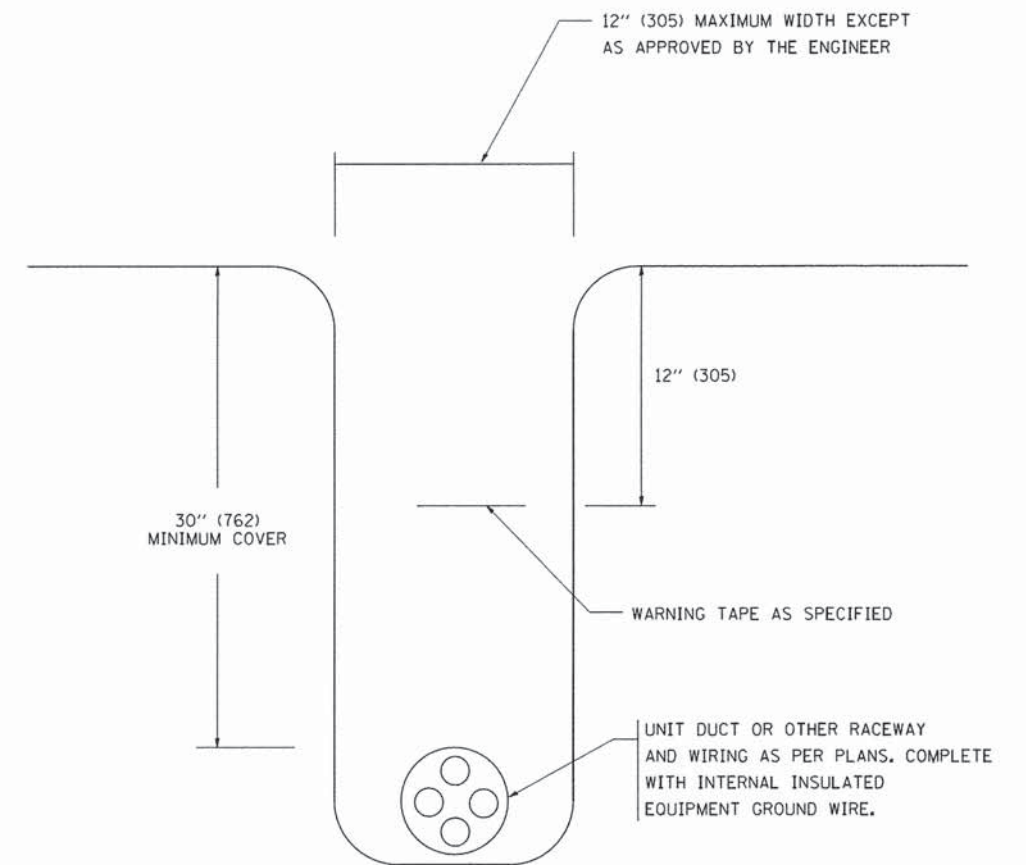 12'' (305) MAXIMUM WIDTH EXCEPT
AS APPROVED BY THE ENGINEER
12'' (305)
30'' (762)
MINIMUM COVER
WARNING TAPE AS SPECIFIED
UNIT DUCT OR OTHER RACEWAY
AND WIRING AS PER PLANS. COMPLETE
WITH INTERNAL INSULATED
EQUIPMENT GROUND WIRE.